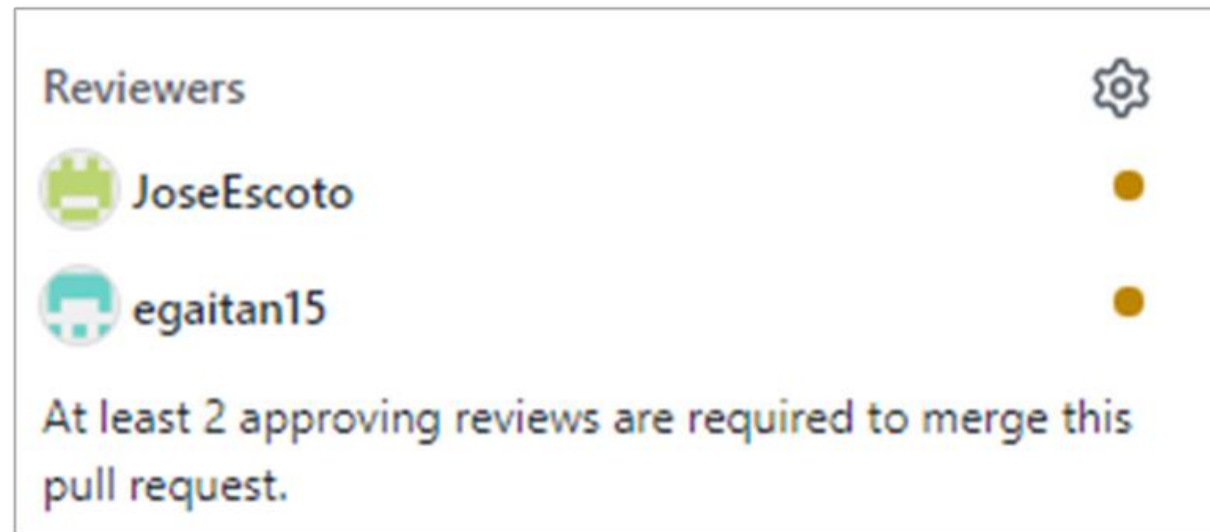 Reviewers
JoseEscoto
egaitan15
At least 2 approving reviews are required to merge this
pull request.